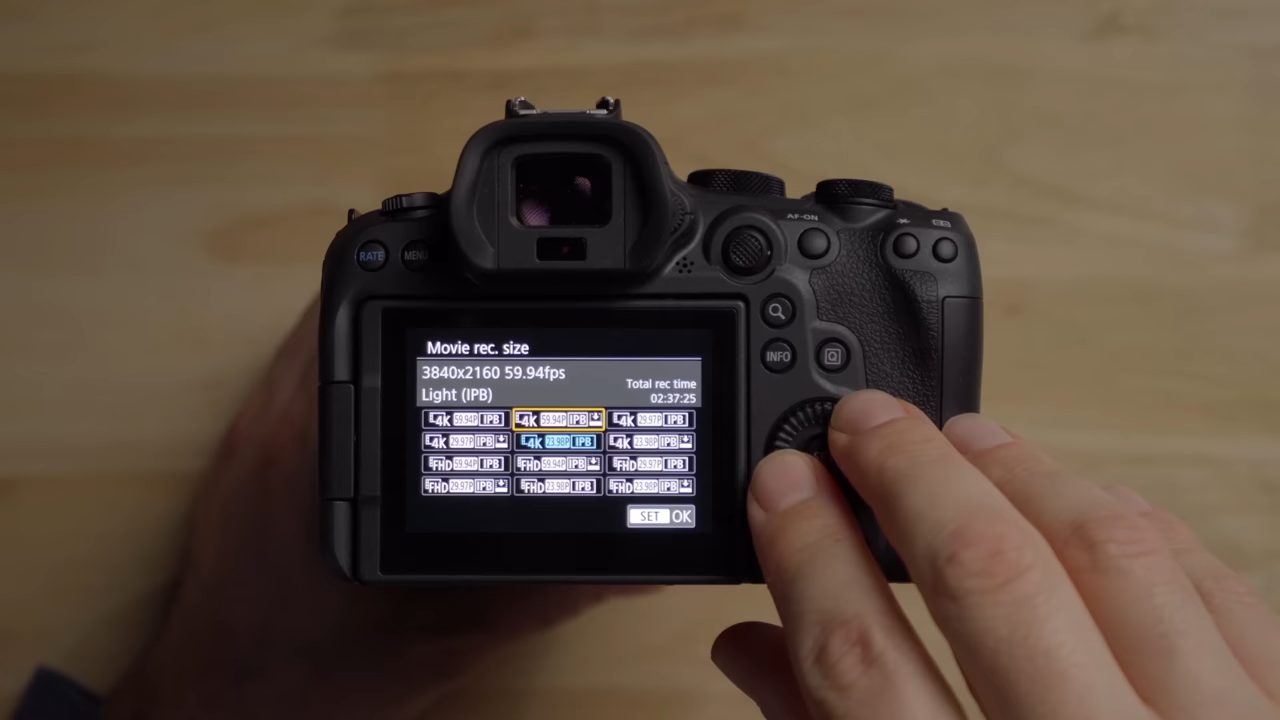 AF-ON
RATE
MENU
INFO
Q
Movie rec. size
3840x2160 59.94fps
Light (IPB)
Total rec time
02:37:25
4K 59.94P IPB 4K 59.94P IPB 4K 29.97P IPB
4K 29.97P IPB 4K 23.98P IPB 4K 23.98P IPB
FHD 59.94P IPB FHD 59.94P IPB FHD 29.97P IPB
FHD 29.97P IPB FHD 23.98P IPB FHD 23.98P IPB
SET OK